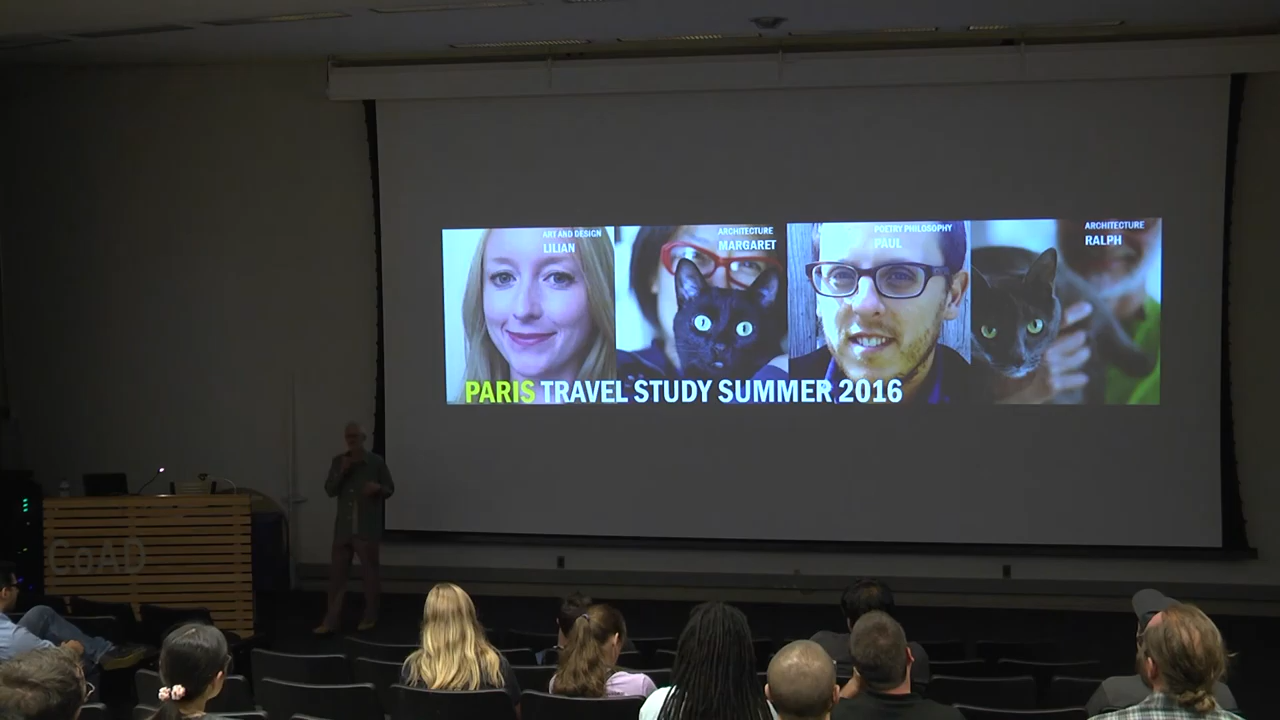 ART AND DESIGN
LILIAN
ARCHITECTURE
MARGARET
POETRY PHILOSOPHY
PAUL
ARCHITECTURE
RALPH
PARIS TRAVEL STUDY SUMMER 2016
CoAD